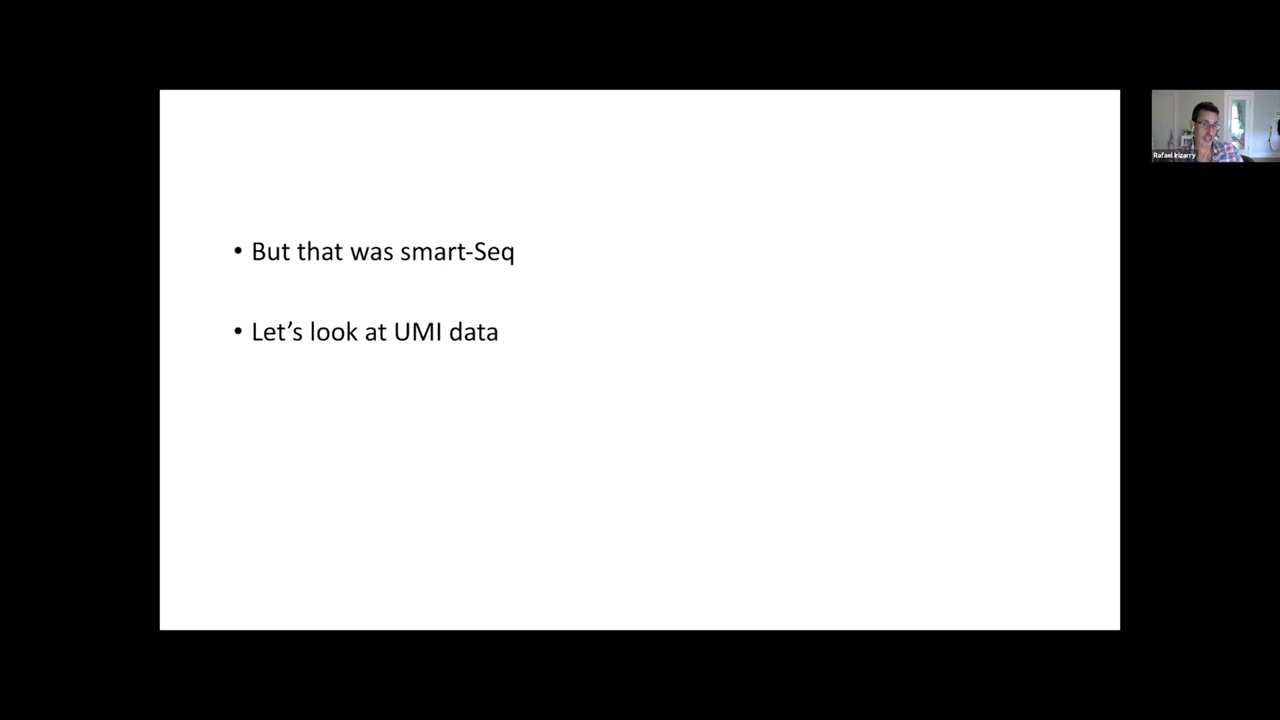 • But that was smart-Seq
• Let’s look at UMI data
Rafael Irizarry